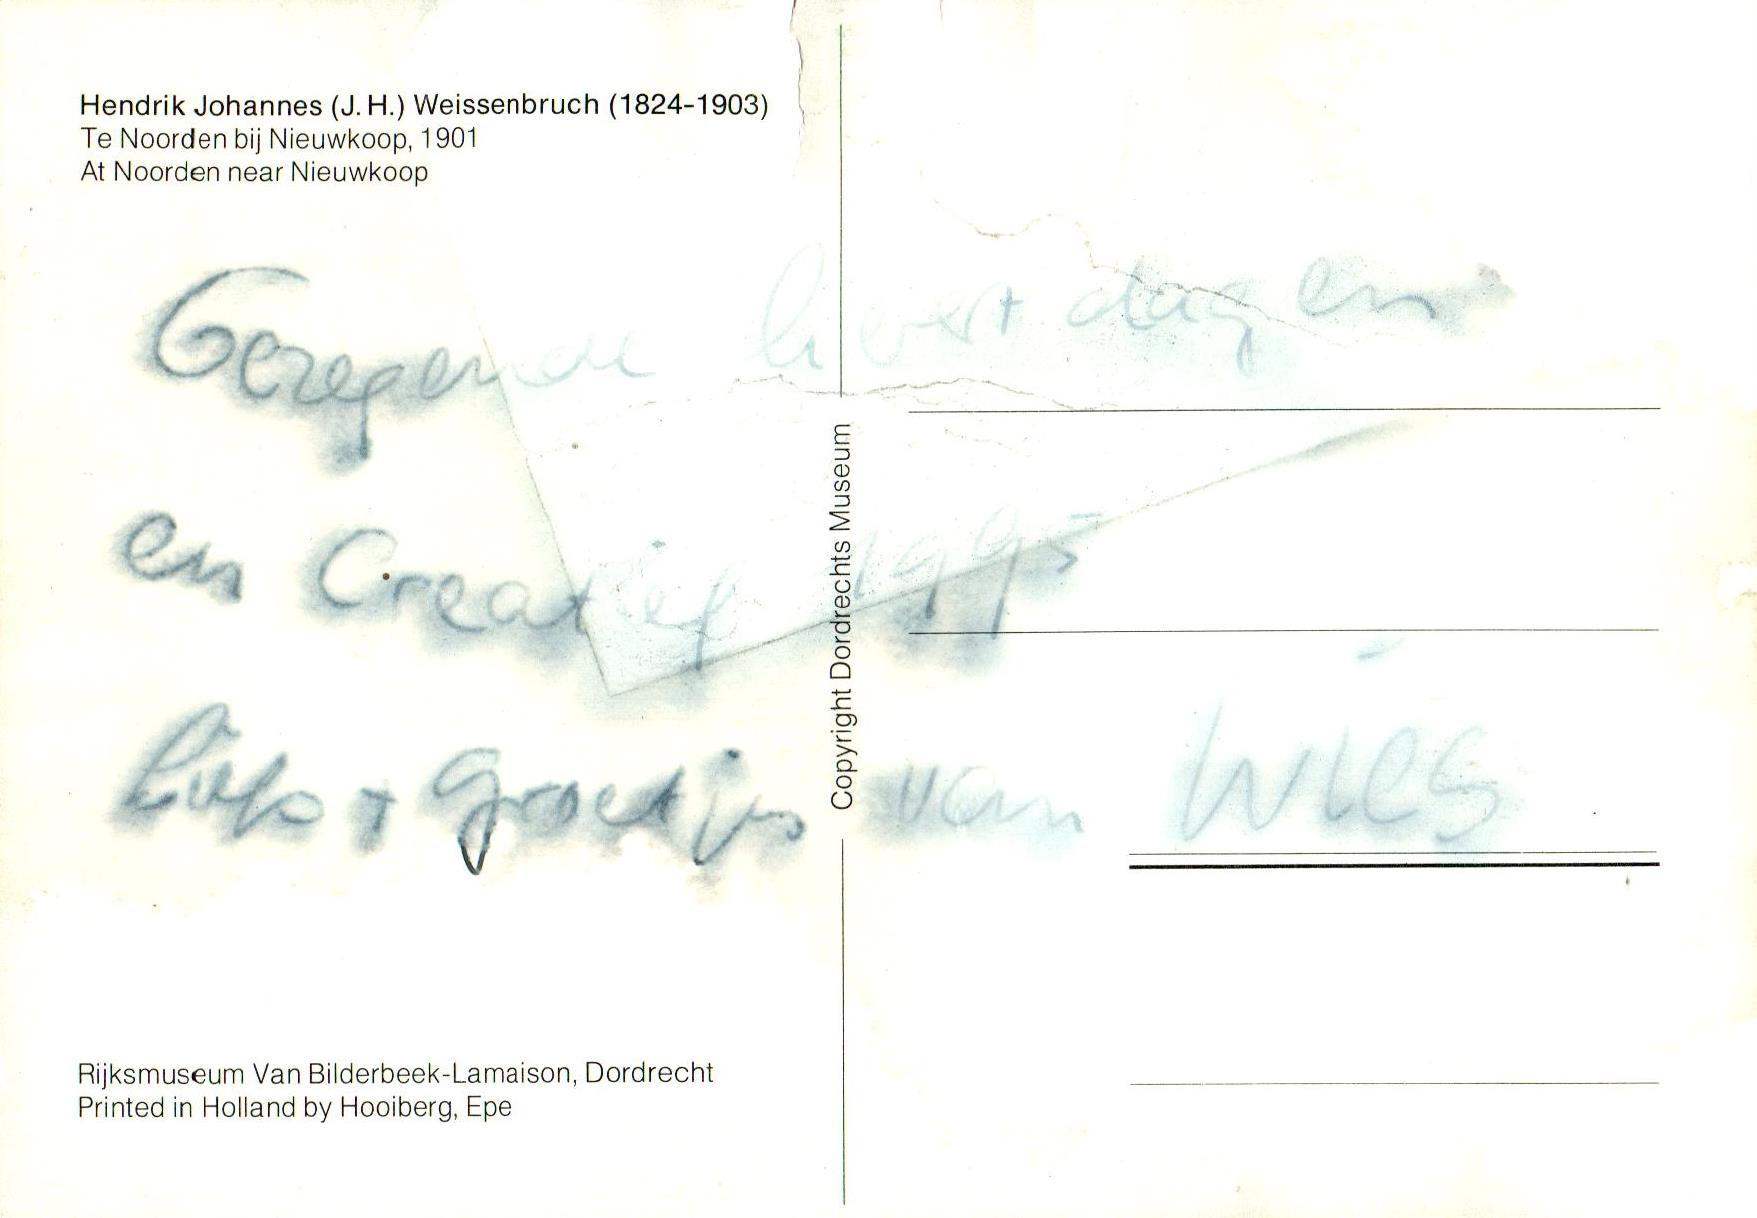 Hendrik Johannes (J.H.) Weissenbruch (1824-1903)
Te Noorden bij Nieuwkoop, 1901
At Noorden near Nieuwkoop
Gezegende kerstdagen
en Creatief 1995
liefs + groetjes van Wies
Copyright Dordrechts Museum
Rijksmuseum Van Bilderbeek-Lamaison, Dordrecht
Printed in Holland by Hooiberg, Epe